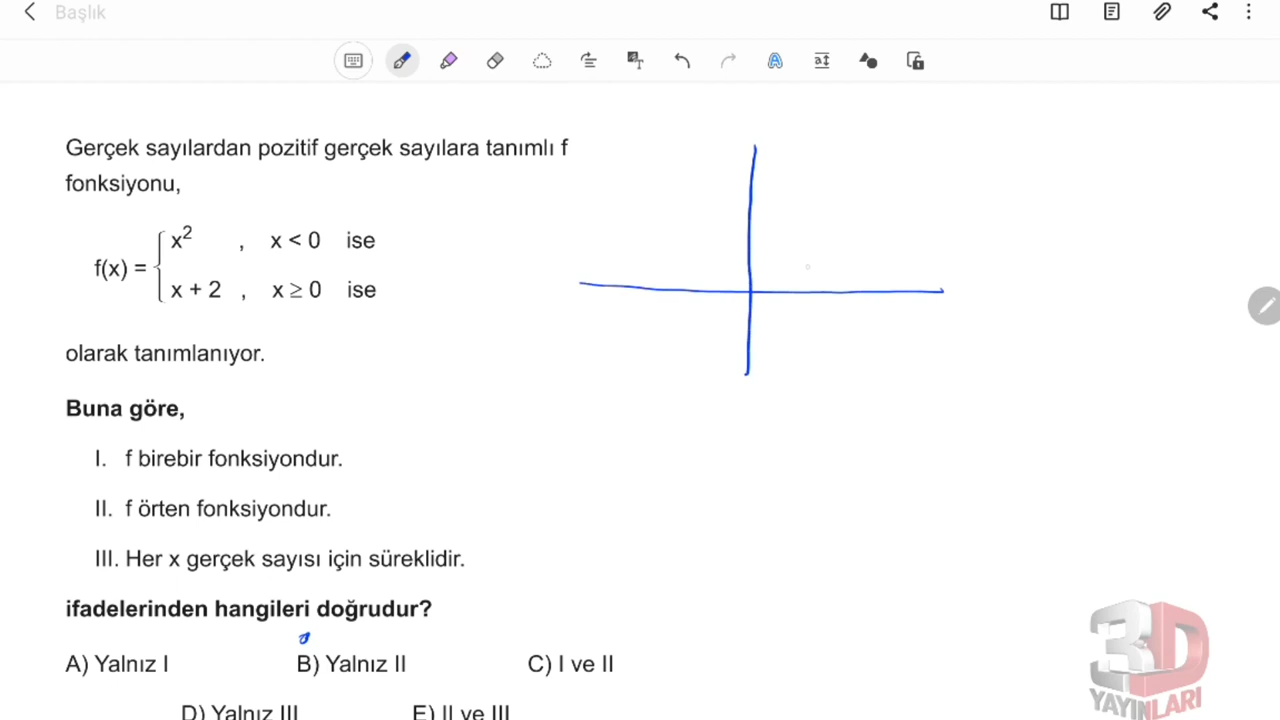 Başlık
Gerçek sayılardan pozitif gerçek sayılara tanımlı f
fonksiyonu,
x² , x < 0 ise
f(x) =
x + 2 , x ≥ 0 ise
olarak tanımlanıyor.
Buna göre,
I. f birebir fonksiyondur.
II. f örten fonksiyondur.
III. Her x gerçek sayısı için süreklidir.
ifadelerinden hangileri doğrudur?
A) Yalnız I B) Yalnız II C) I ve II
D) Yalnız III E) II ve III
3D
YAYINLARI